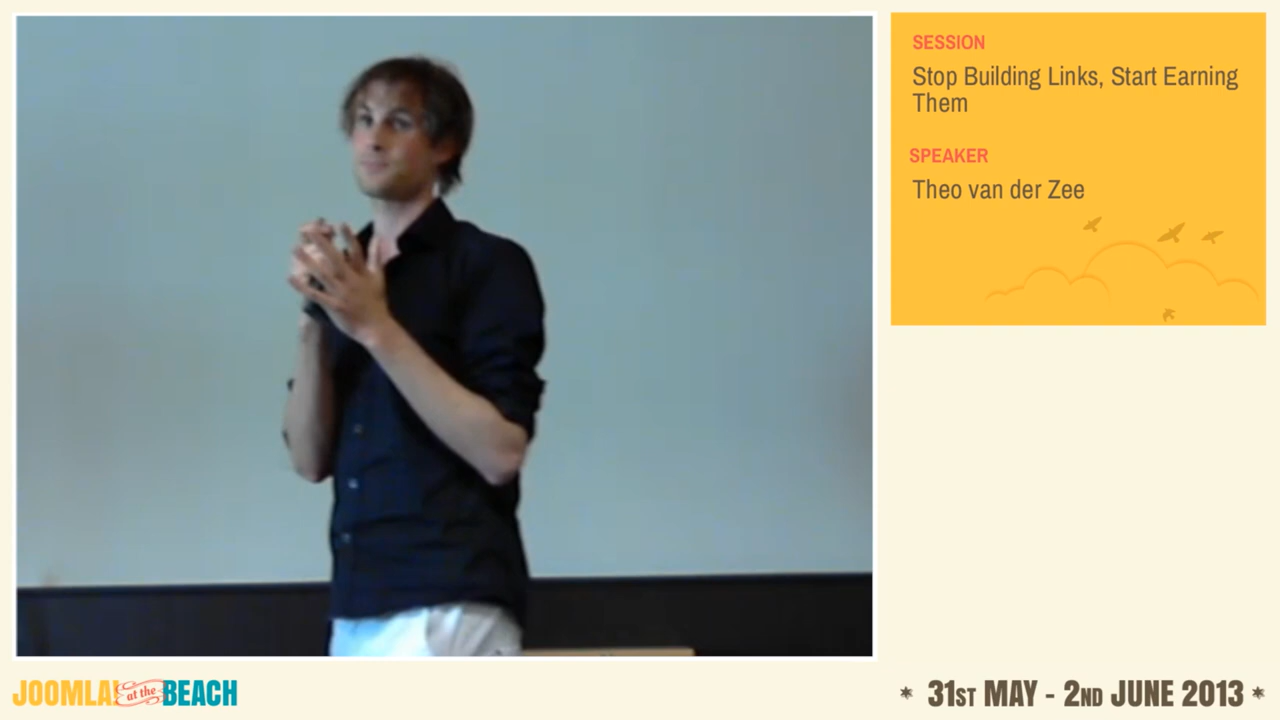 SESSION
Stop Building Links, Start Earning
Them
SPEAKER
Theo van der Zee
JOOMLA! at the BEACH
* 31ST MAY - 2ND JUNE 2013 *